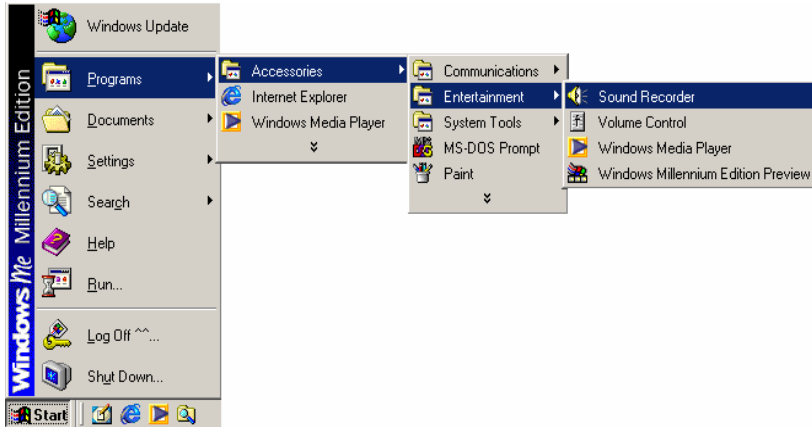 Windows Me Millennium Edition
Windows Update
Programs
Documents
Settings
Search
Help
Run...
Log Off ^^...
Shut Down...
Start
Accessories
Internet Explorer
Windows Media Player
Communications
Entertainment
System Tools
MS-DOS Prompt
Paint
Sound Recorder
Volume Control
Windows Media Player
Windows Millennium Edition Preview